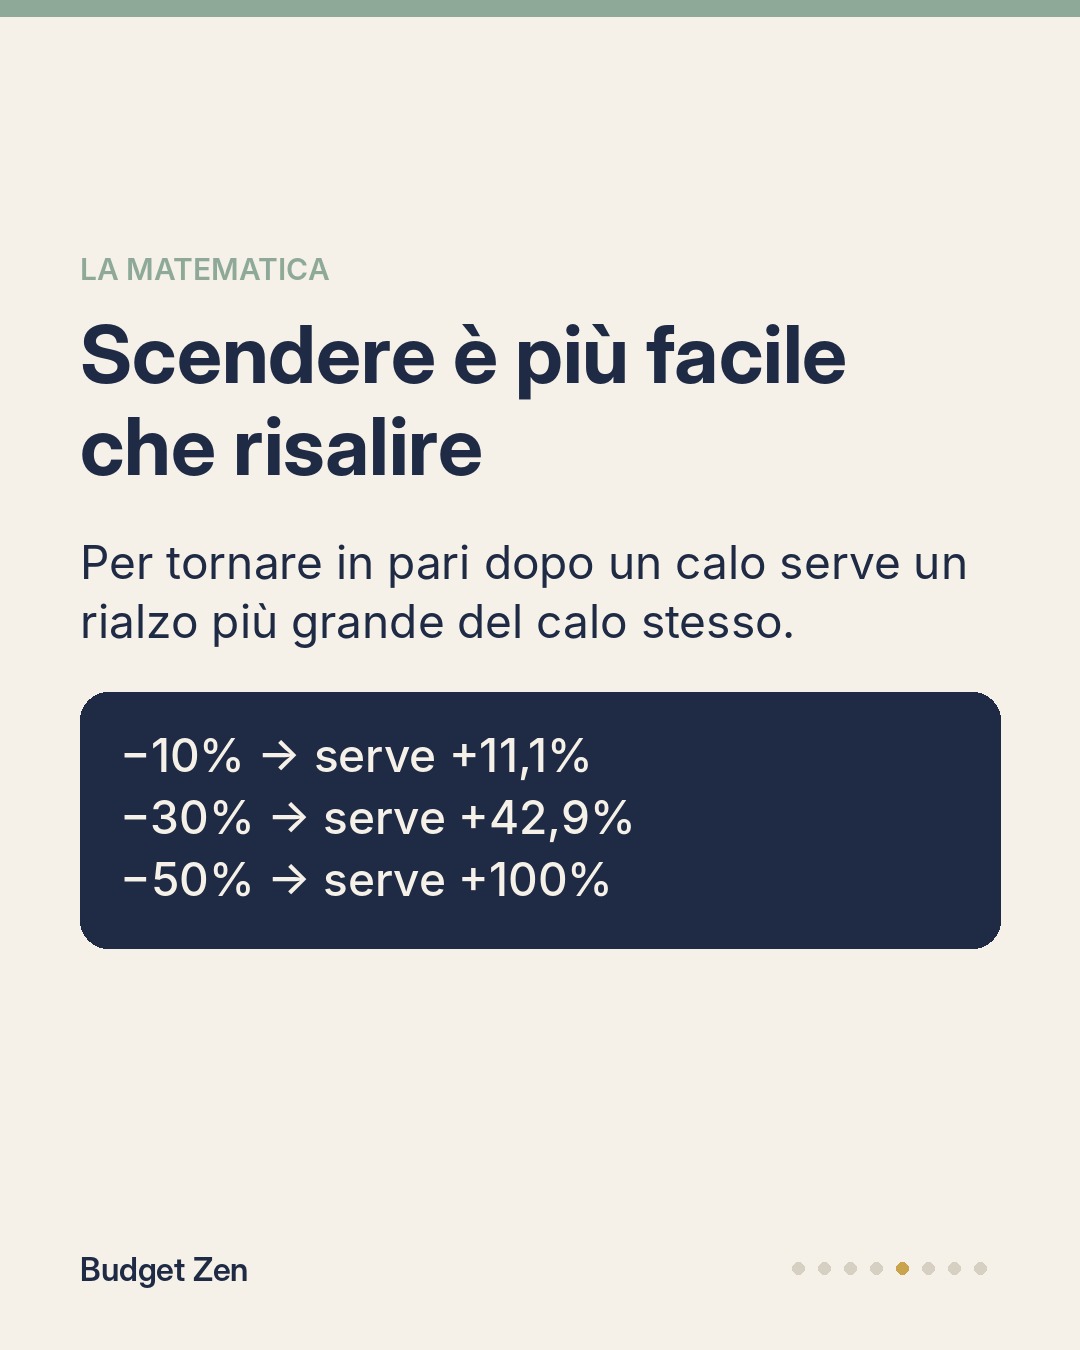 LA MATEMATICA
Scendere è più facile
che risalire
Per tornare in pari dopo un calo serve un
rialzo più grande del calo stesso.
−10% → serve +11,1%
−30% → serve +42,9%
−50% → serve +100%
Budget Zen